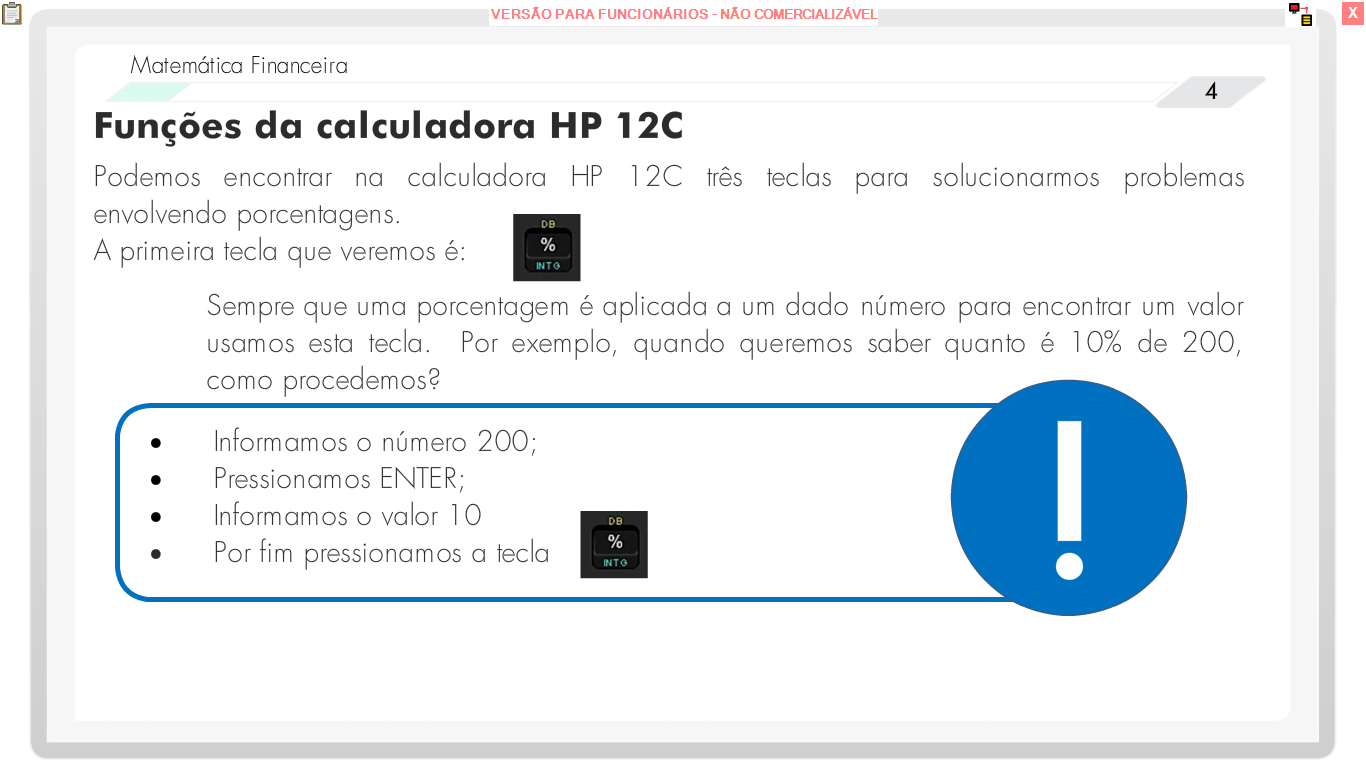 VERSÃO PARA FUNCIONÁRIOS - NÃO COMERCIALIZÁVEL
X
Matemática Financeira
4
Funções da calculadora HP 12C
Podemos encontrar na calculadora HP 12C três teclas para solucionarmos problemas
envolvendo porcentagens.
A primeira tecla que veremos é:
DB
%
INTG
Sempre que uma porcentagem é aplicada a um dado número para encontrar um valor
usamos esta tecla. Por exemplo, quando queremos saber quanto é 10% de 200,
como procedemos?
• Informamos o número 200;
• Pressionamos ENTER;
• Informamos o valor 10
• Por fim pressionamos a tecla
DB
%
INTG
!